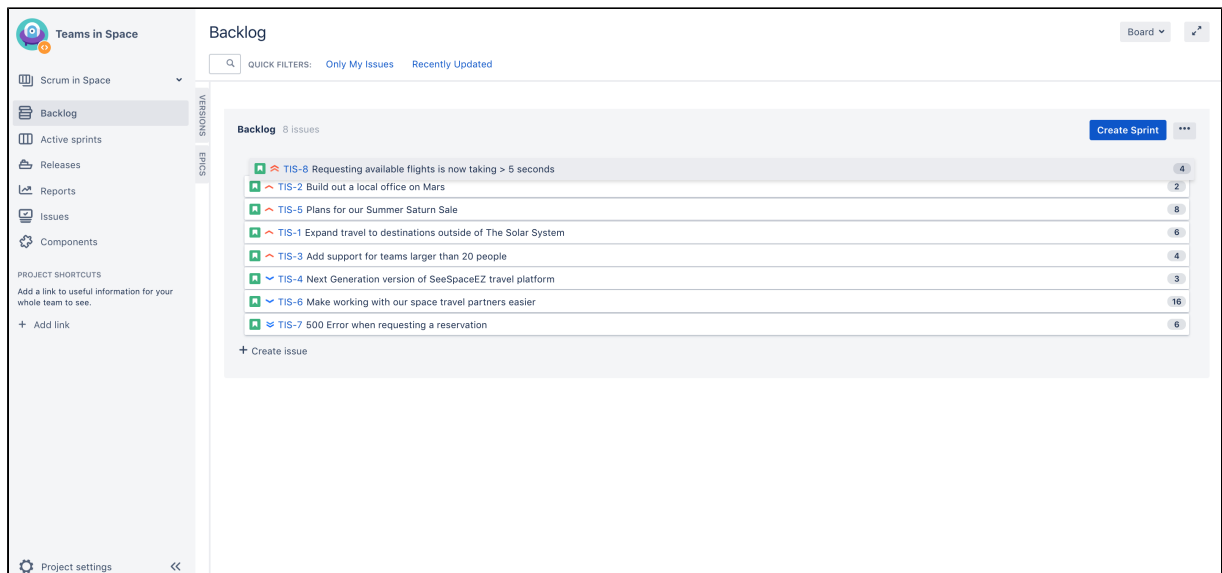 Teams in Space
Scrum in Space
Backlog
Active sprints
Releases
Reports
Issues
Components
PROJECT SHORTCUTS
Add a link to useful information for your
whole team to see.
+ Add link
Project settings
Backlog
Board
QUICK FILTERS: Only My Issues Recently Updated
VERSIONS
EPICS
Backlog 8 issues
Create Sprint
TIS-8 Requesting available flights is now taking > 5 seconds 4
TIS-2 Build out a local office on Mars 2
TIS-5 Plans for our Summer Saturn Sale 8
TIS-1 Expand travel to destinations outside of The Solar System 6
TIS-3 Add support for teams larger than 20 people 4
TIS-4 Next Generation version of SeeSpaceEZ travel platform 3
TIS-6 Make working with our space travel partners easier 16
TIS-7 500 Error when requesting a reservation 6
+ Create issue